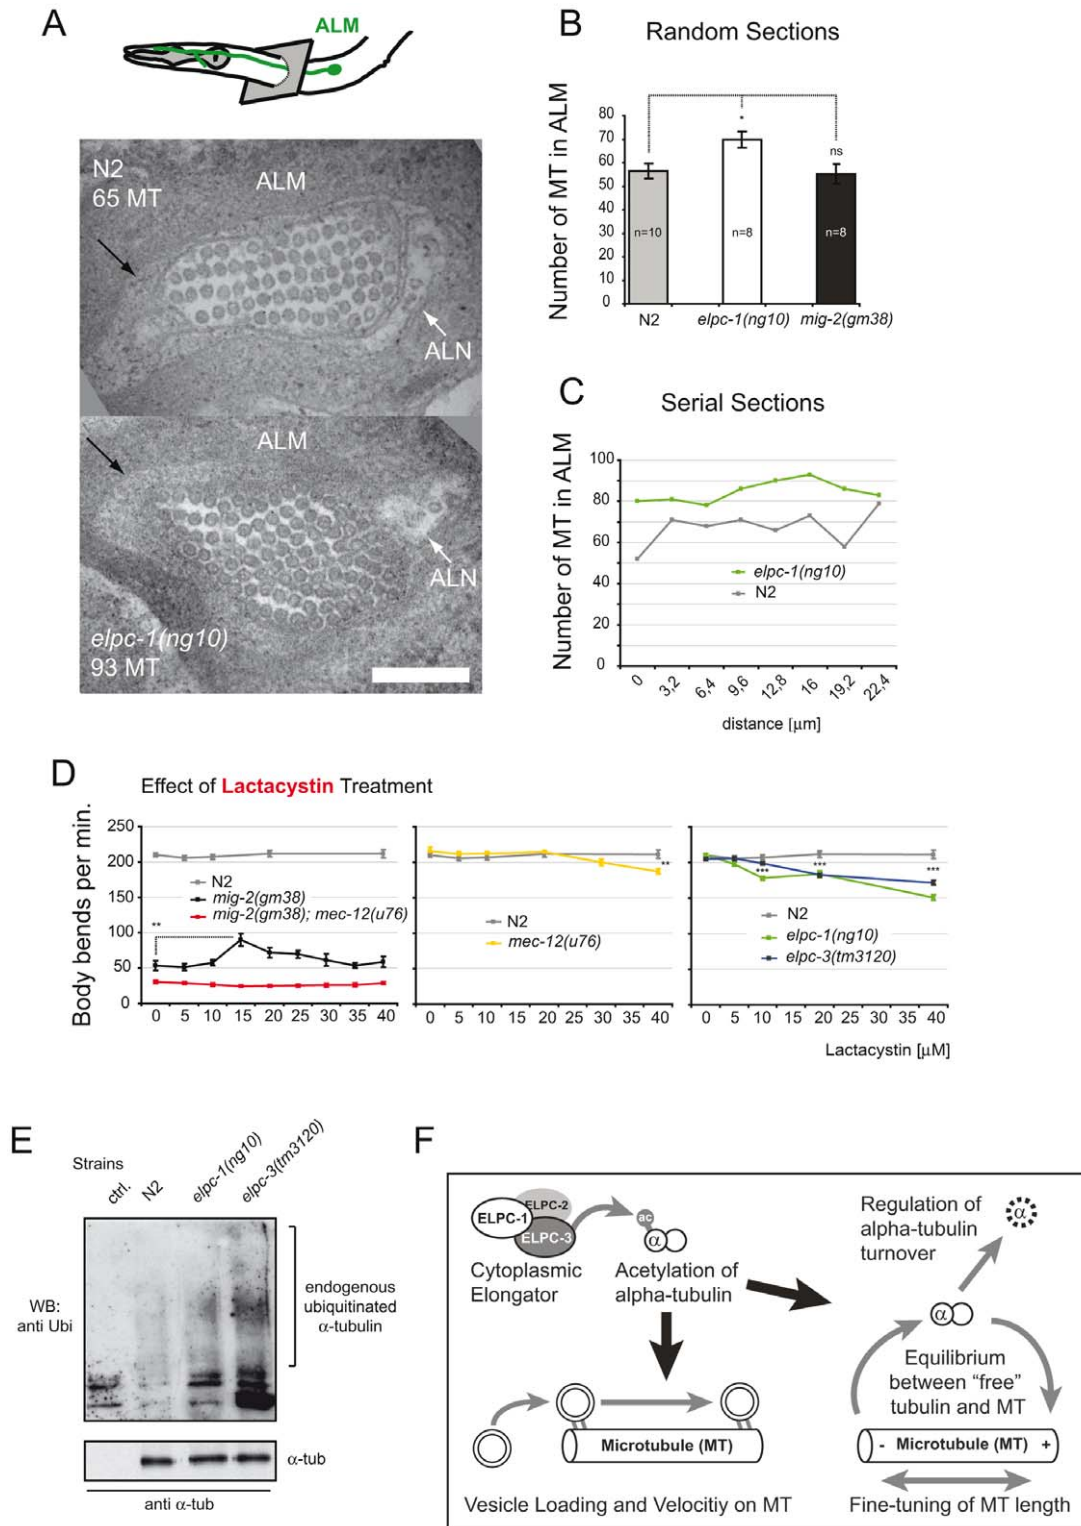 A
ALM
N2
65 MT
ALM
ALN
ALM
ALN
elpc-1(ng10)
93 MT
B
Random Sections
Number of MT in ALM
80
70
60
50
40
30
20
10
0
*
ns
n=10
n=8
n=8
N2
elpc-1(ng10)
mig-2(gm38)
C
Serial Sections
Number of MT in ALM
100
80
60
40
20
0
elpc-1(ng10)
N2
0
3,2
6,4
9,6
12,8
16
19,2
22,4
distance [µm]
D
Effect of Lactacystin Treatment
Body bends per min.
250
200
150
100
50
0
N2
mig-2(gm38)
mig-2(gm38); mec-12(u76)
**
0 5 10 15 20 25 30 35 40
**
N2
mec-12(u76)
0 5 10 15 20 25 30 35 40
***
***
***
N2
elpc-1(ng10)
elpc-3(tm3120)
0 5 10 15 20 25 30 35 40
Lactacystin [µM]
E
Strains
ctrl.
N2
elpc-1(ng10)
elpc-3(tm3120)
WB:
anti Ubi
endogenous
ubiquitinated
α-tubulin
α-tub
anti α-tub
F
ELPC-1
ELPC-2
ELPC-3
Cytoplasmic
Elongator
ac
α
Acetylation of
alpha-tubulin
Microtubule (MT)
Vesicle Loading and Velocitiy on MT
Regulation of
alpha-tubulin
turnover
α
α
Equilibrium
between "free"
tubulin and MT
- Microtubule (MT) +
Fine-tuning of MT length